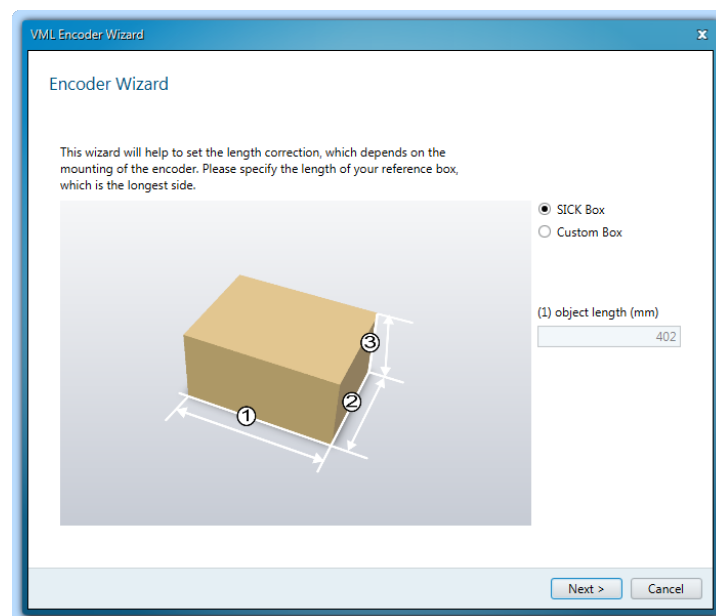 VML Encoder Wizard
x
Encoder Wizard
This wizard will help to set the length correction, which depends on the
mounting of the encoder. Please specify the length of your reference box,
which is the longest side.
SICK Box
Custom Box
(1) object length (mm)
402
3
2
1
Next >
Cancel